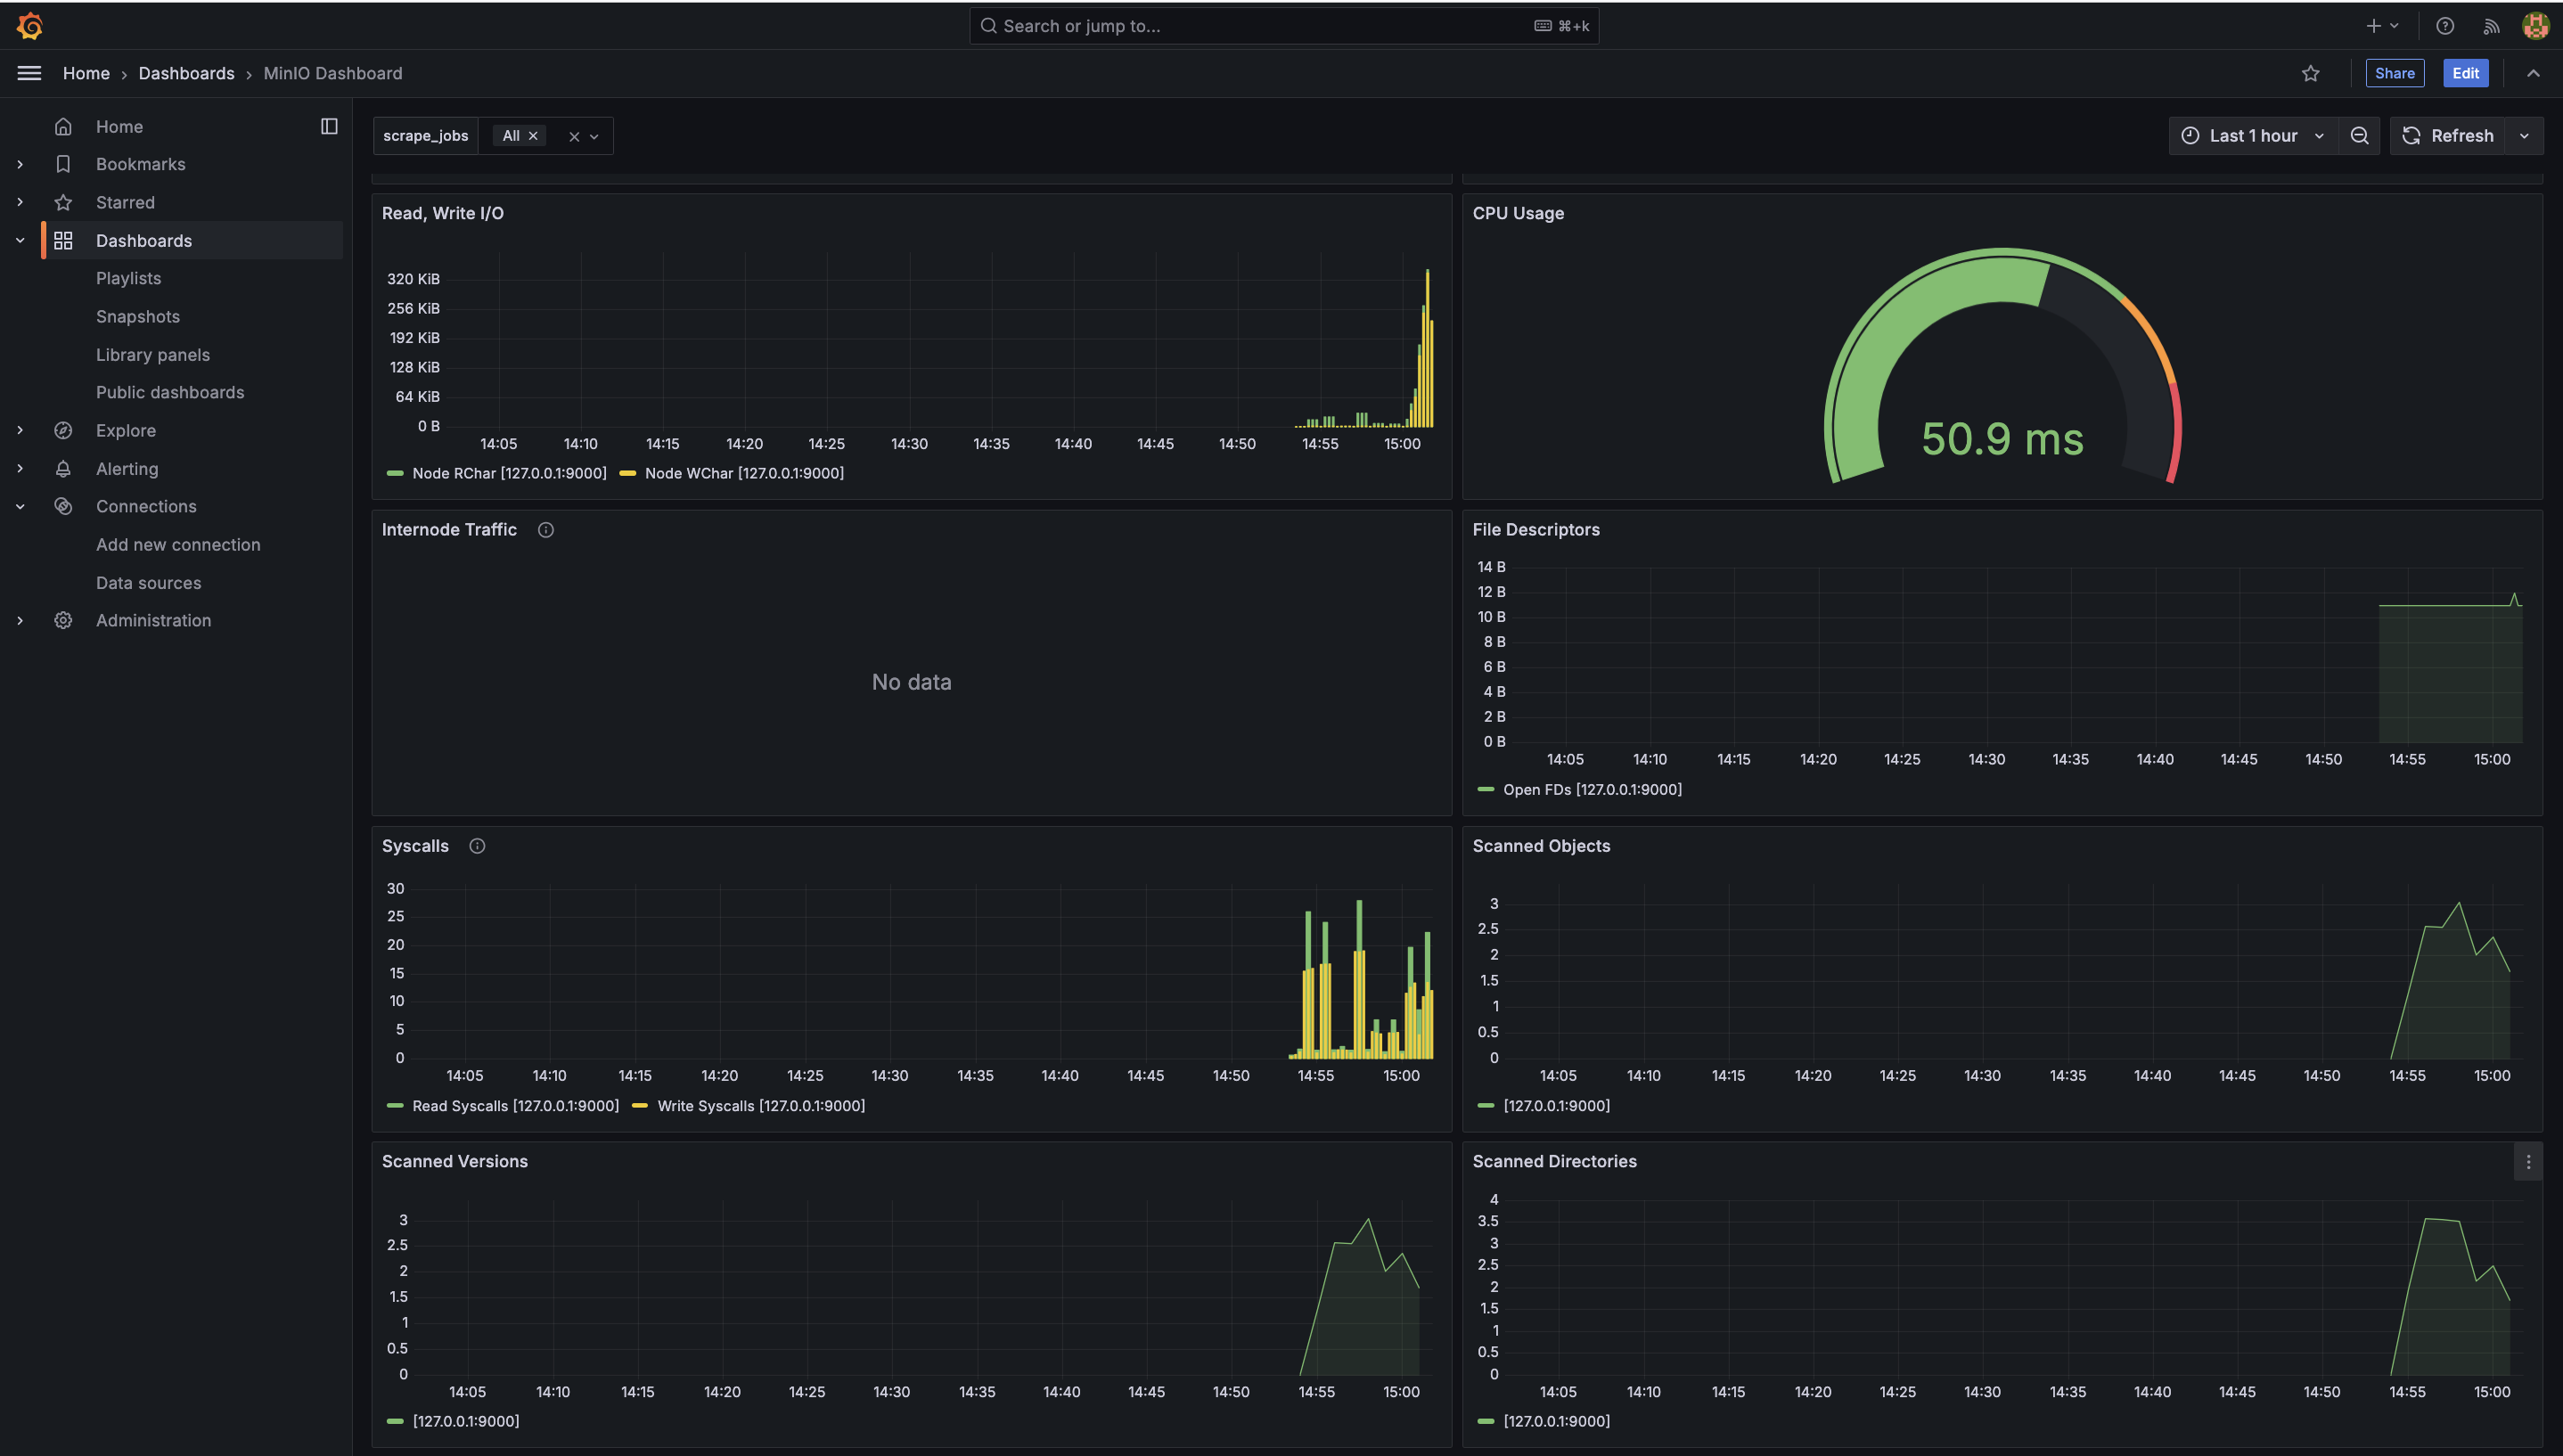 Search or jump to...
⌘+k
Home › Dashboards › MinIO Dashboard
Share
Edit
Home
Bookmarks
Starred
Dashboards
Playlists
Snapshots
Library panels
Public dashboards
Explore
Alerting
Connections
Add new connection
Data sources
Administration
scrape_jobs
All
Last 1 hour
Refresh
Read, Write I/O
320 KiB
256 KiB
192 KiB
128 KiB
64 KiB
0 B
14:05 14:10 14:15 14:20 14:25 14:30 14:35 14:40 14:45 14:50 14:55 15:00
Node RChar [127.0.0.1:9000] Node WChar [127.0.0.1:9000]
CPU Usage
50.9 ms
Internode Traffic
No data
File Descriptors
14 B
12 B
10 B
8 B
6 B
4 B
2 B
0 B
14:05 14:10 14:15 14:20 14:25 14:30 14:35 14:40 14:45 14:50 14:55 15:00
Open FDs [127.0.0.1:9000]
Syscalls
30
25
20
15
10
5
0
14:05 14:10 14:15 14:20 14:25 14:30 14:35 14:40 14:45 14:50 14:55 15:00
Read Syscalls [127.0.0.1:9000] Write Syscalls [127.0.0.1:9000]
Scanned Objects
3
2.5
2
1.5
1
0.5
0
14:05 14:10 14:15 14:20 14:25 14:30 14:35 14:40 14:45 14:50 14:55 15:00
[127.0.0.1:9000]
Scanned Versions
3
2.5
2
1.5
1
0.5
0
14:05 14:10 14:15 14:20 14:25 14:30 14:35 14:40 14:45 14:50 14:55 15:00
[127.0.0.1:9000]
Scanned Directories
4
3.5
3
2.5
2
1.5
1
0.5
0
14:05 14:10 14:15 14:20 14:25 14:30 14:35 14:40 14:45 14:50 14:55 15:00
[127.0.0.1:9000]